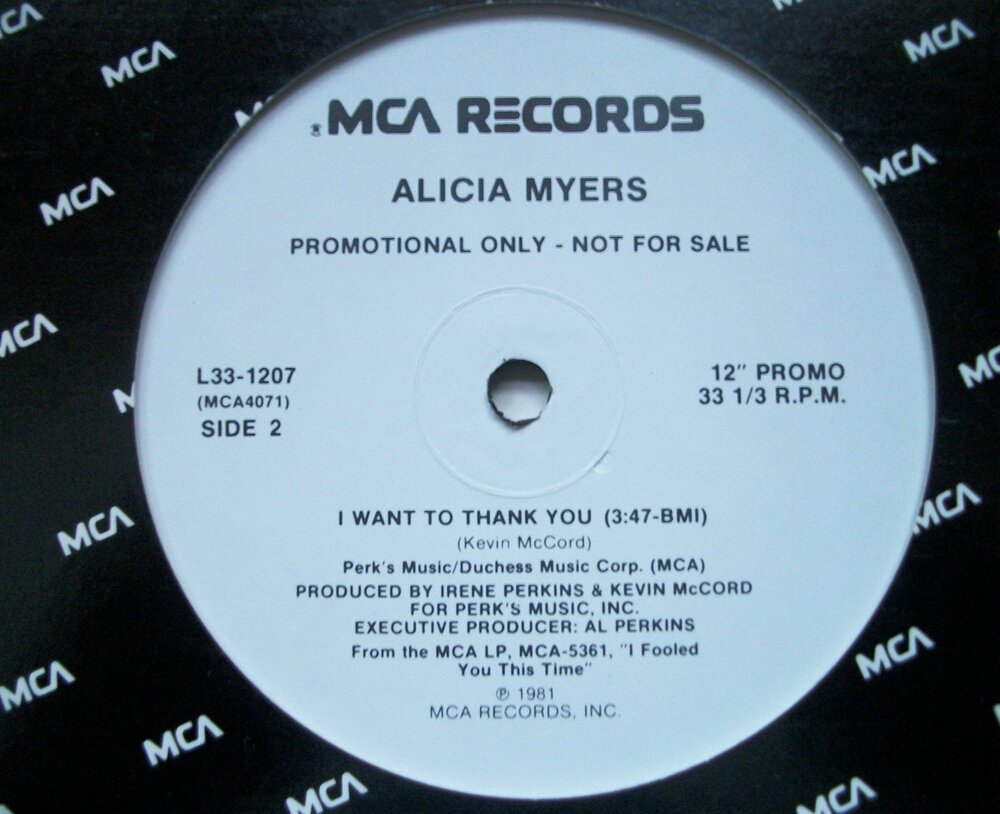 MCA RECORDS
ALICIA MYERS
PROMOTIONAL ONLY - NOT FOR SALE
L33-1207
(MCA4071)
SIDE 2
12" PROMO
33 1/3 R.P.M.
I WANT TO THANK YOU (3:47-BMI)
(Kevin McCord)
Perk's Music/Duchess Music Corp. (MCA)
PRODUCED BY IRENE PERKINS & KEVIN McCORD
FOR PERK'S MUSIC, INC.
EXECUTIVE PRODUCER: AL PERKINS
From the MCA LP, MCA-5361, "I Fooled
You This Time"
℗ 1981
MCA RECORDS, INC.
MCA
MCA
MCA
MCA
MCA
MCA
MCA
MCA
MCA
MCA
MCA
MCA
MCA
MCA